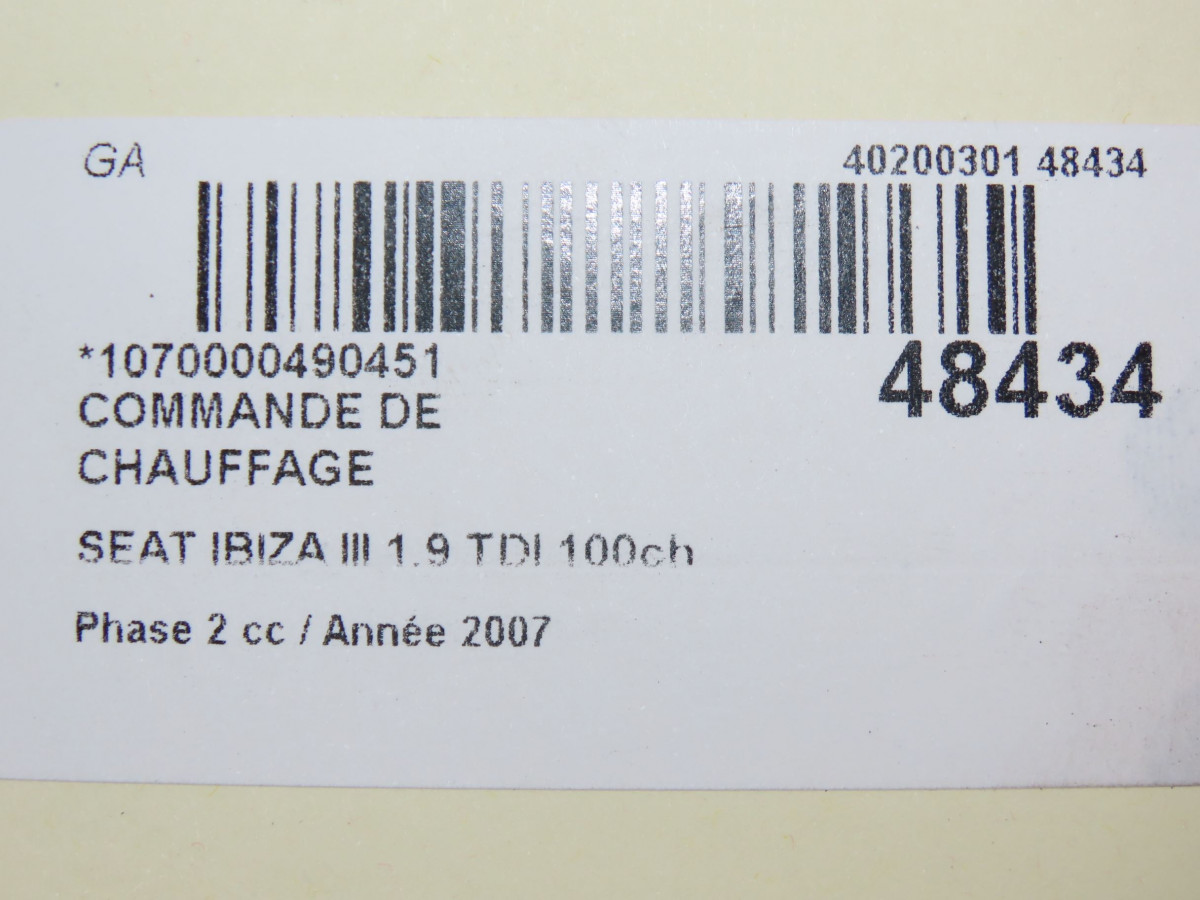 GA
40200301 48434
*1070000490451
48434
COMMANDE DE
CHAUFFAGE
SEAT IBIZA III 1.9 TDI 100ch
Phase 2 cc / Année 2007